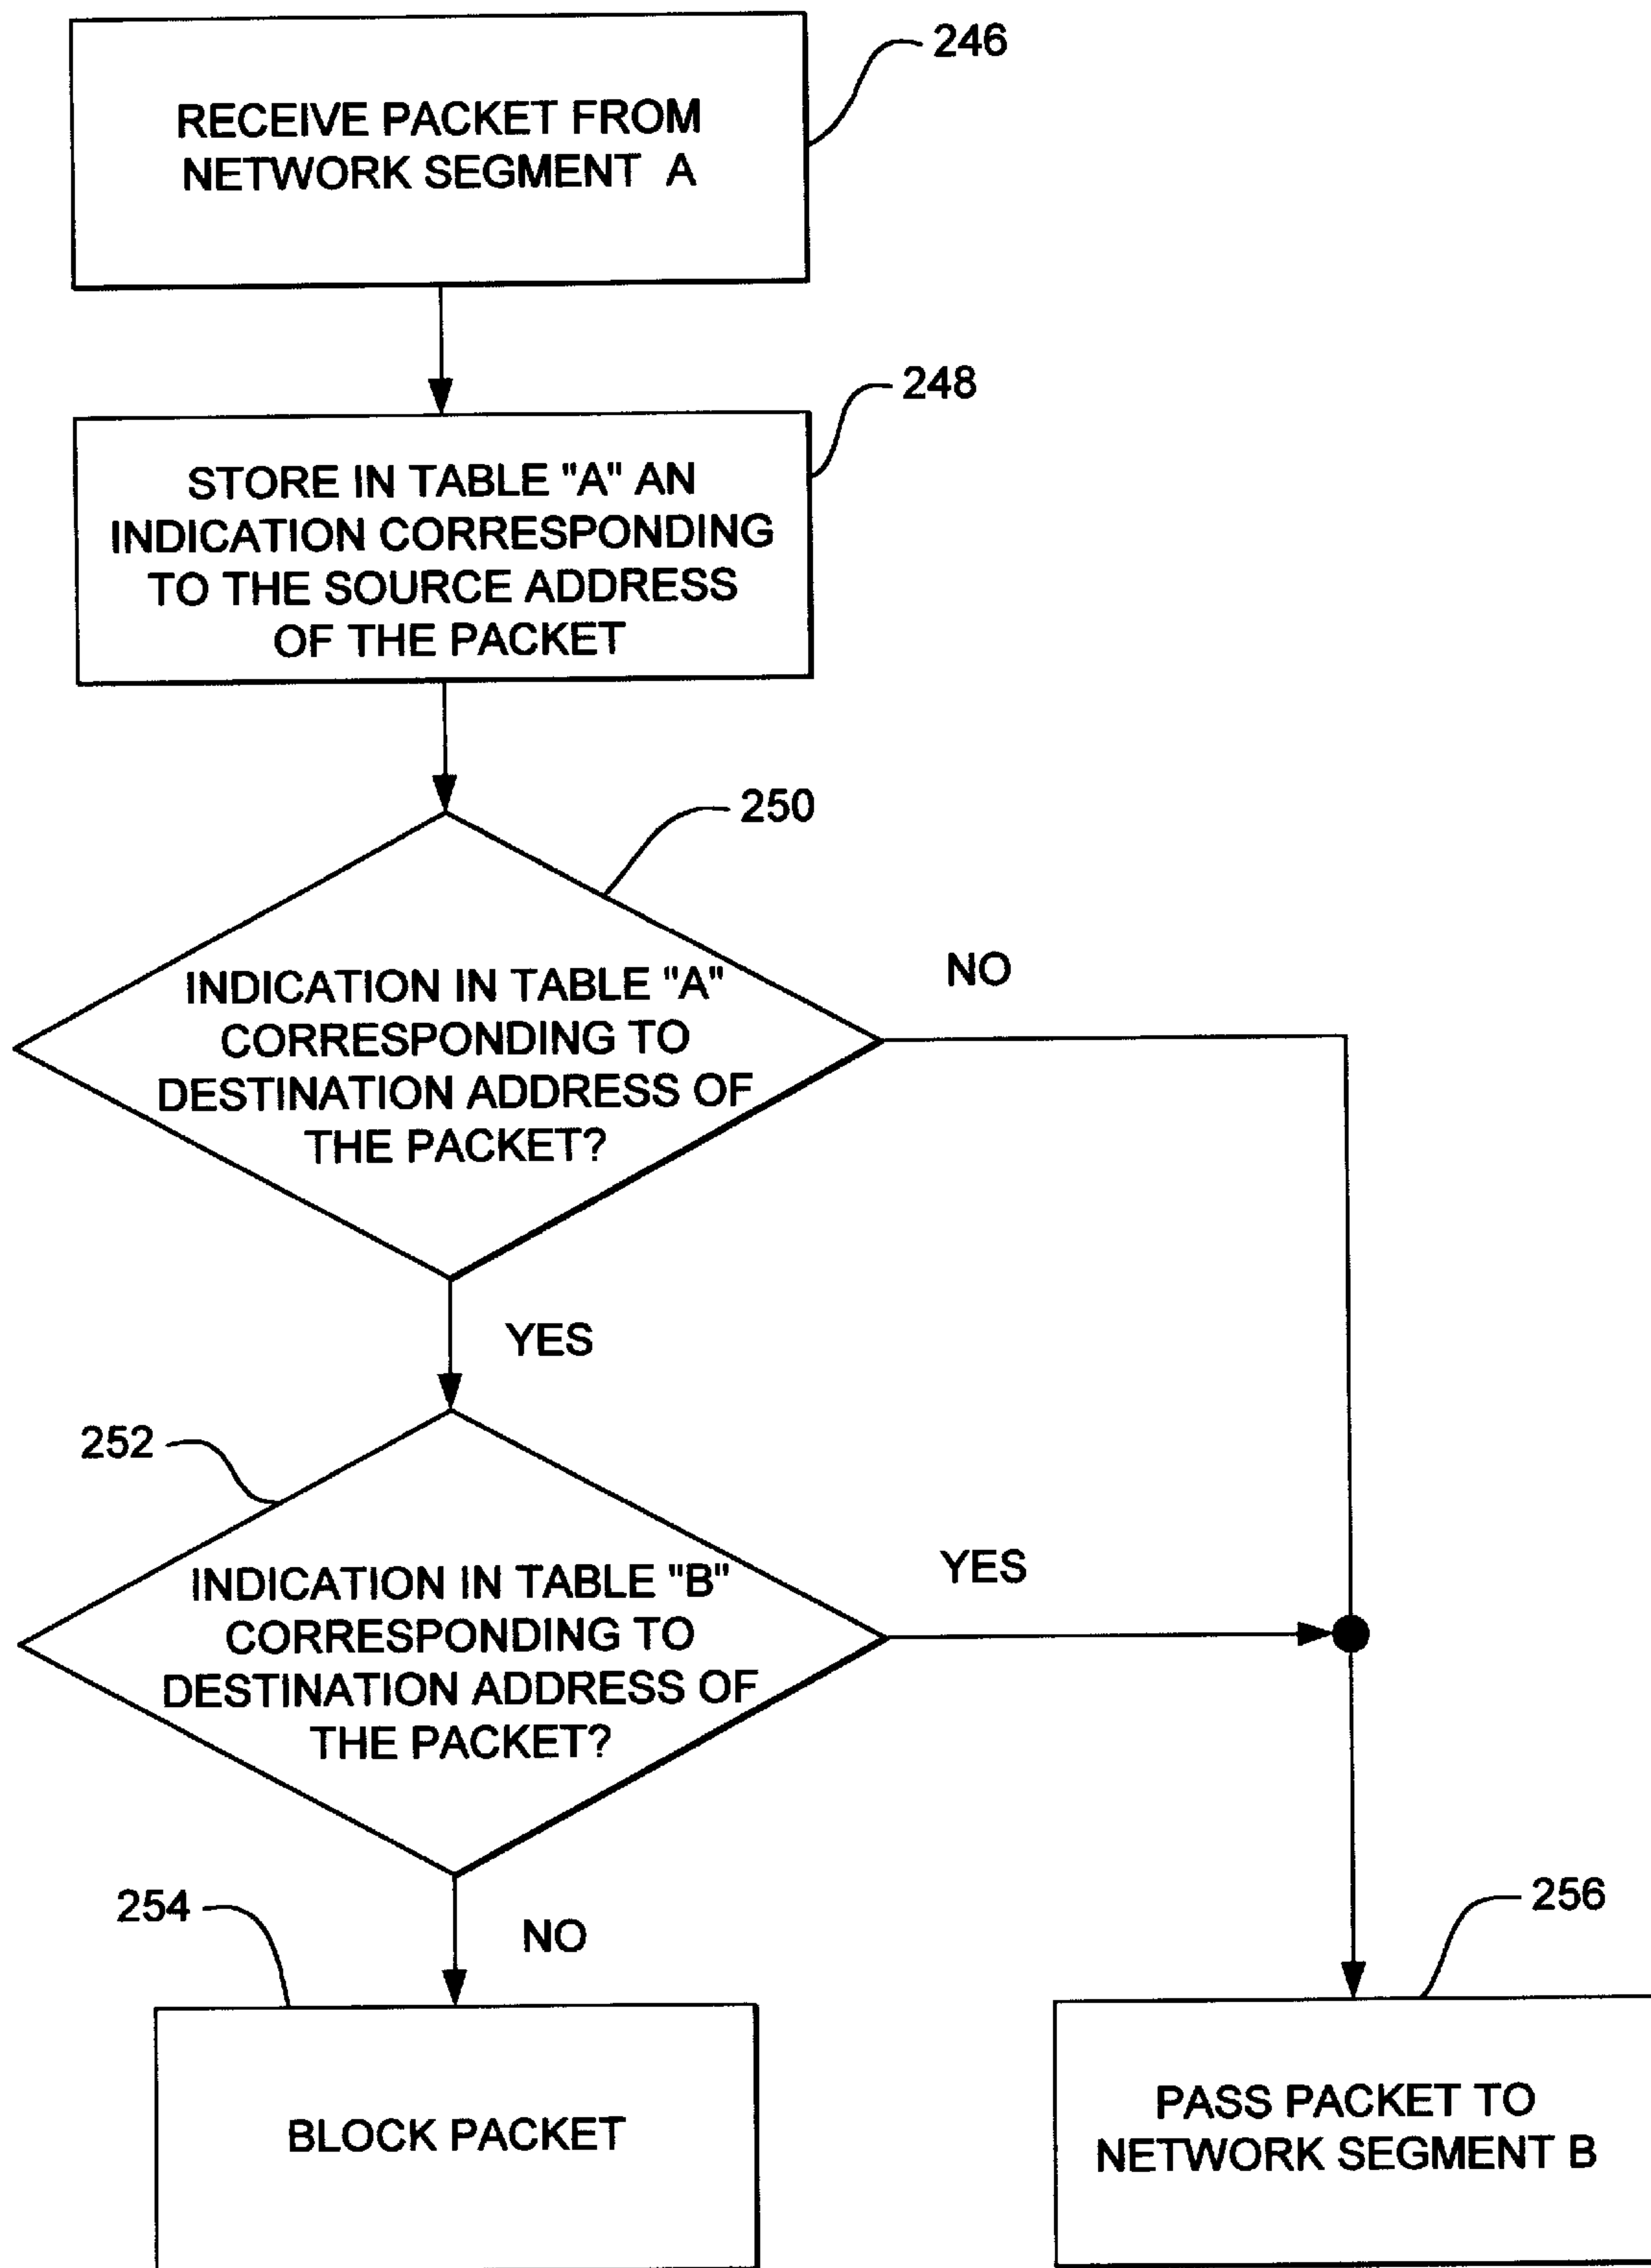 246
RECEIVE PACKET FROM
NETWORK SEGMENT A
248
STORE IN TABLE "A" AN
INDICATION CORRESPONDING
TO THE SOURCE ADDRESS
OF THE PACKET
250
INDICATION IN TABLE "A"
CORRESPONDING TO
DESTINATION ADDRESS OF
THE PACKET?
NO
YES
252
INDICATION IN TABLE "B"
CORRESPONDING TO
DESTINATION ADDRESS OF
THE PACKET?
YES
NO
254
BLOCK PACKET
256
PASS PACKET TO
NETWORK SEGMENT B